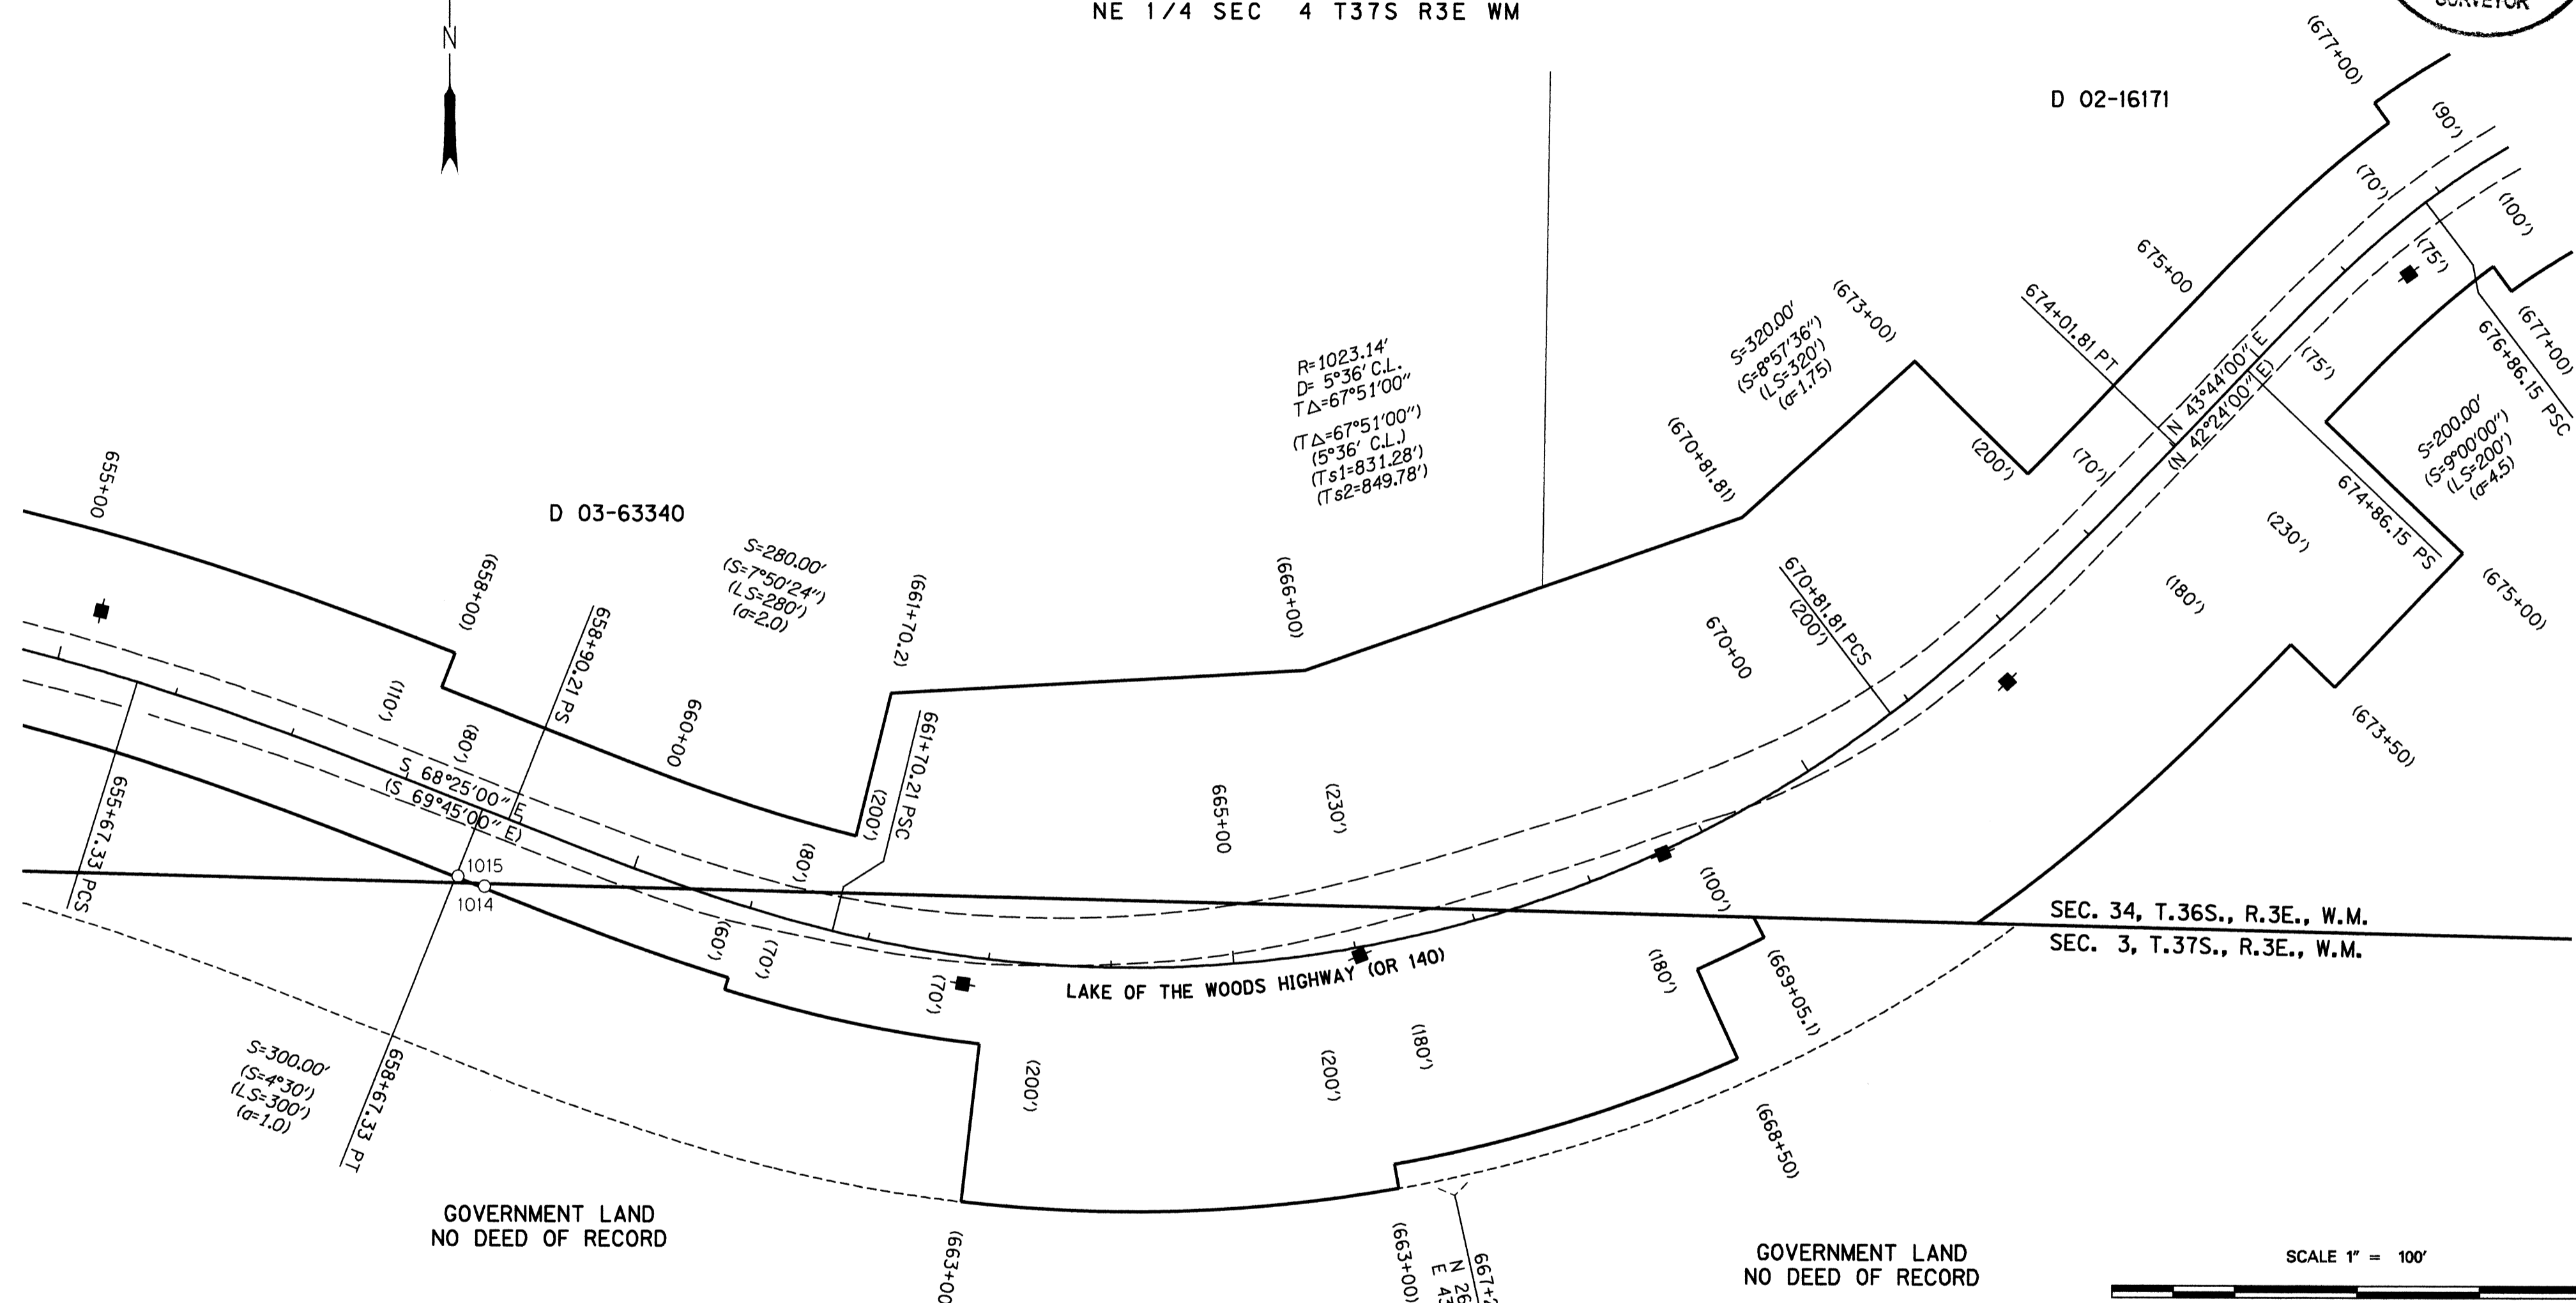 NE 1/4 SEC 4 T37S R3E WM
SURVEYOR
N
D 02-16171
(677+00)
(90')
(70')
(100')
(75')
675+00
674+01.81 PT
N 43°44'00" E
(N 42°24'00" E)
(75')
(677+00)
676+86.15 PSC
S=200.00'
(S=9°00'00")
(LS=200')
(a=4.5)
674+86.15 PS
(230')
(180')
(675+00)
(673+50)
(673+00)
S=320.00'
(S=8°57'36")
(LS=320')
(a=1.75)
(670+81.81)
(200')
(70')
670+81.81 PCS
(200')
670+00
R=1023.14'
D= 5°36' C.L.
T△=67°51'00"
(T△=67°51'00")
(5°36' C.L.)
(Ts1=831.28')
(Ts2=849.78')
(666+00)
655+00
D 03-63340
(658+00)
S=280.00'
(S=7°50'24")
(LS=280')
(a=2.0)
658+90.21 PS
(661+70.2)
660+00
(110')
(80')
S 68°25'00" E
(S 69°45'00" E)
655+67.33 PCS
1015
1014
(200')
661+70.21 PSC
(80')
(60')
(70')
(70')
665+00
(230')
LAKE OF THE WOODS HIGHWAY (OR 140)
(100')
(180')
(669+05.1)
SEC. 34, T.36S., R.3E., W.M.
SEC. 3, T.37S., R.3E., W.M.
(200')
(200')
(180')
(668+50)
S=300.00'
(S=4°30')
(LS=300')
(a=1.0)
658+67.33 PT
GOVERNMENT LAND
NO DEED OF RECORD
(663+00
(663+00)
667+2
N 26
E 43
GOVERNMENT LAND
NO DEED OF RECORD
SCALE 1" = 100'